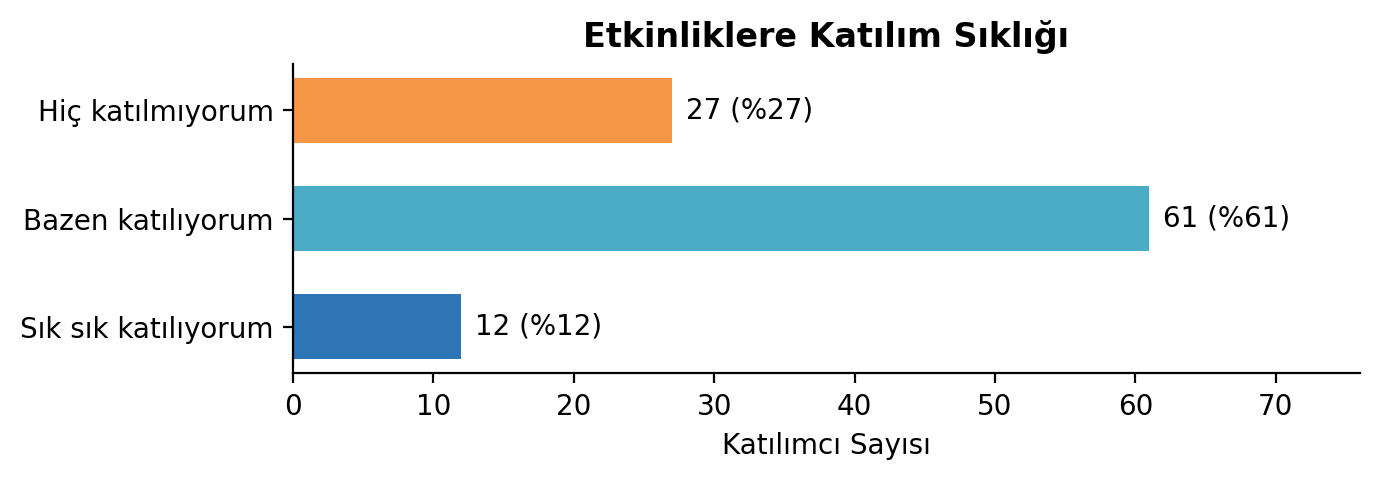 Etkinliklere Katılım Sıklığı
Hiç katılmıyorum
27 (%27)
Bazen katılıyorum
61 (%61)
Sık sık katılıyorum
12 (%12)
0 10 20 30 40 50 60 70
Katılımcı Sayısı